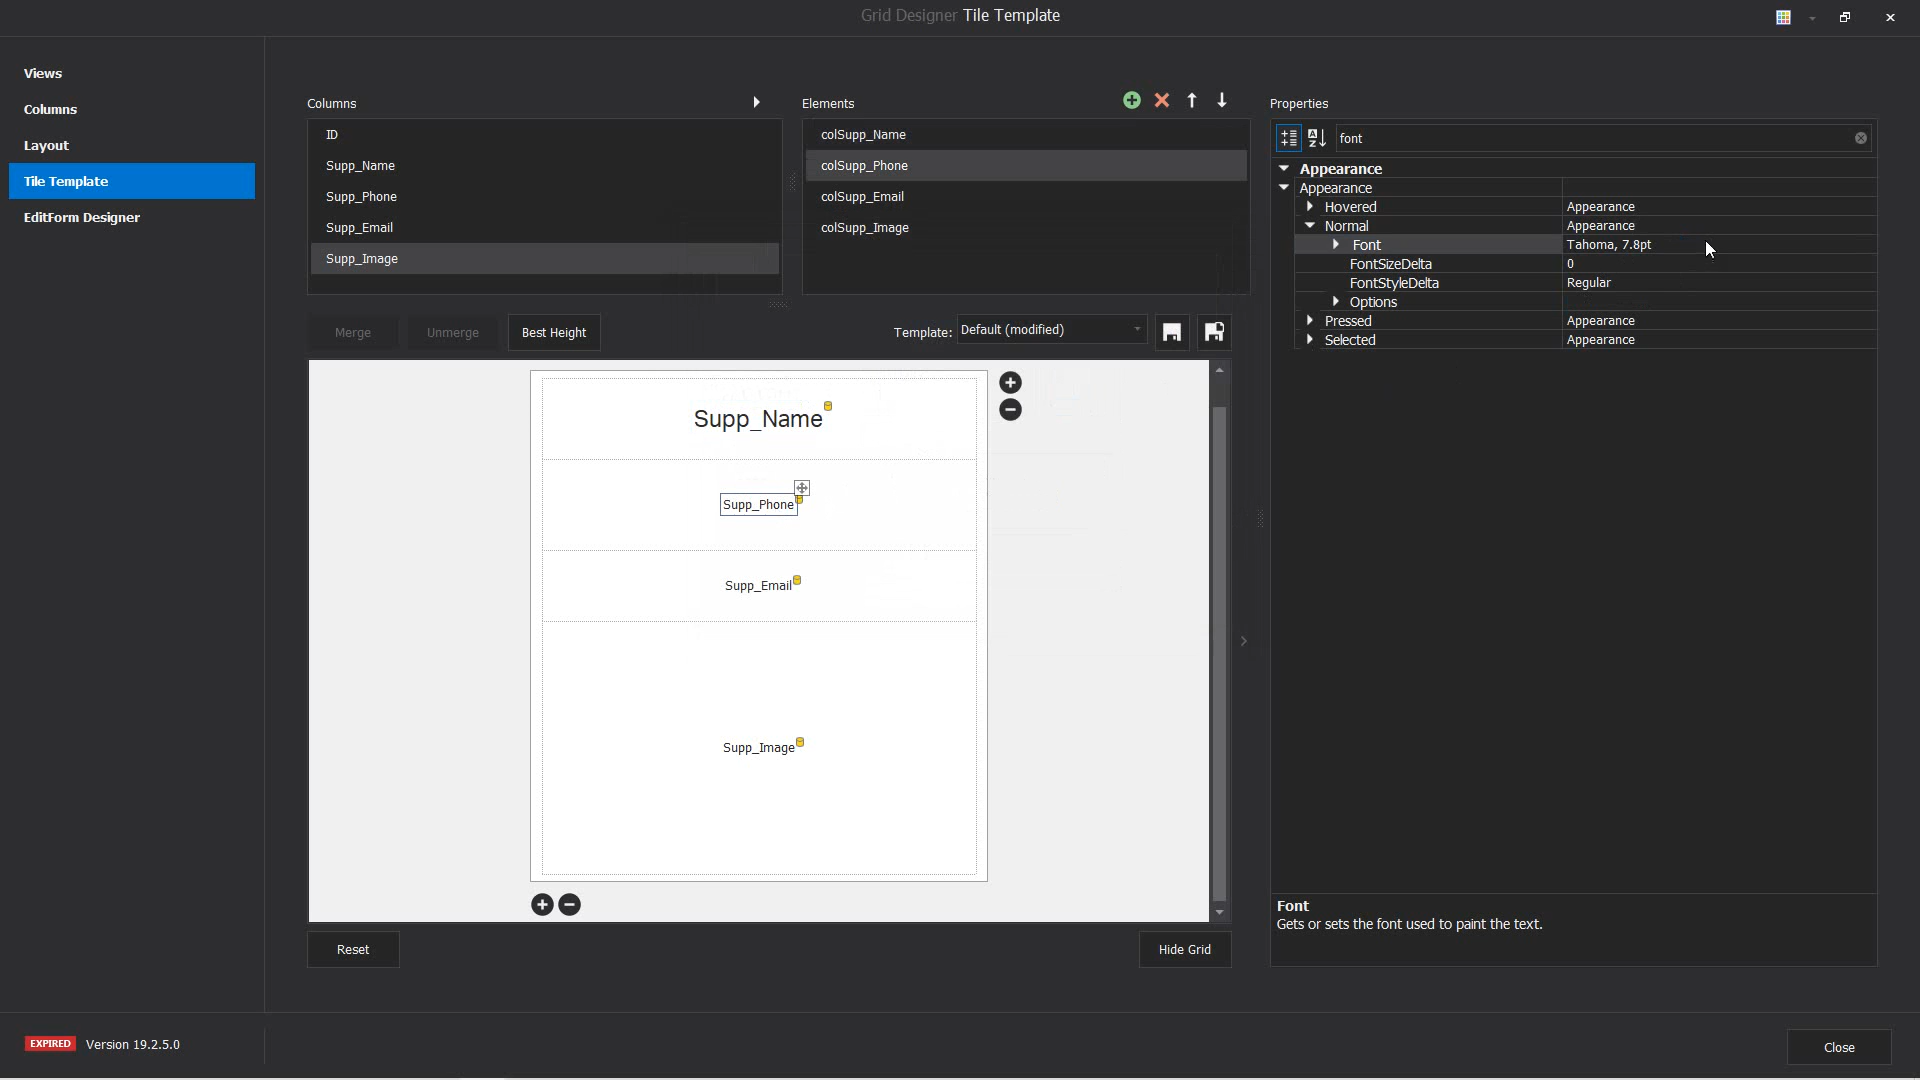 Grid Designer Tile Template
Views
Columns
Layout
Tile Template
EditForm Designer
Columns
ID
Supp_Name
Supp_Phone
Supp_Email
Supp_Image
Elements
colSupp_Name
colSupp_Phone
colSupp_Email
colSupp_Image
Merge
Unmerge
Best Height
Template:
Default (modified)
Supp_Name
Supp_Phone
Supp_Email
Supp_Image
Reset
Hide Grid
Properties
A
Z
font
Appearance
Appearance
Hovered Appearance
Normal Appearance
Font Tahoma, 7.8pt
FontSizeDelta 0
FontStyleDelta Regular
Options
Pressed Appearance
Selected Appearance
Font
Gets or sets the font used to paint the text.
EXPIRED Version 19.2.5.0
Close